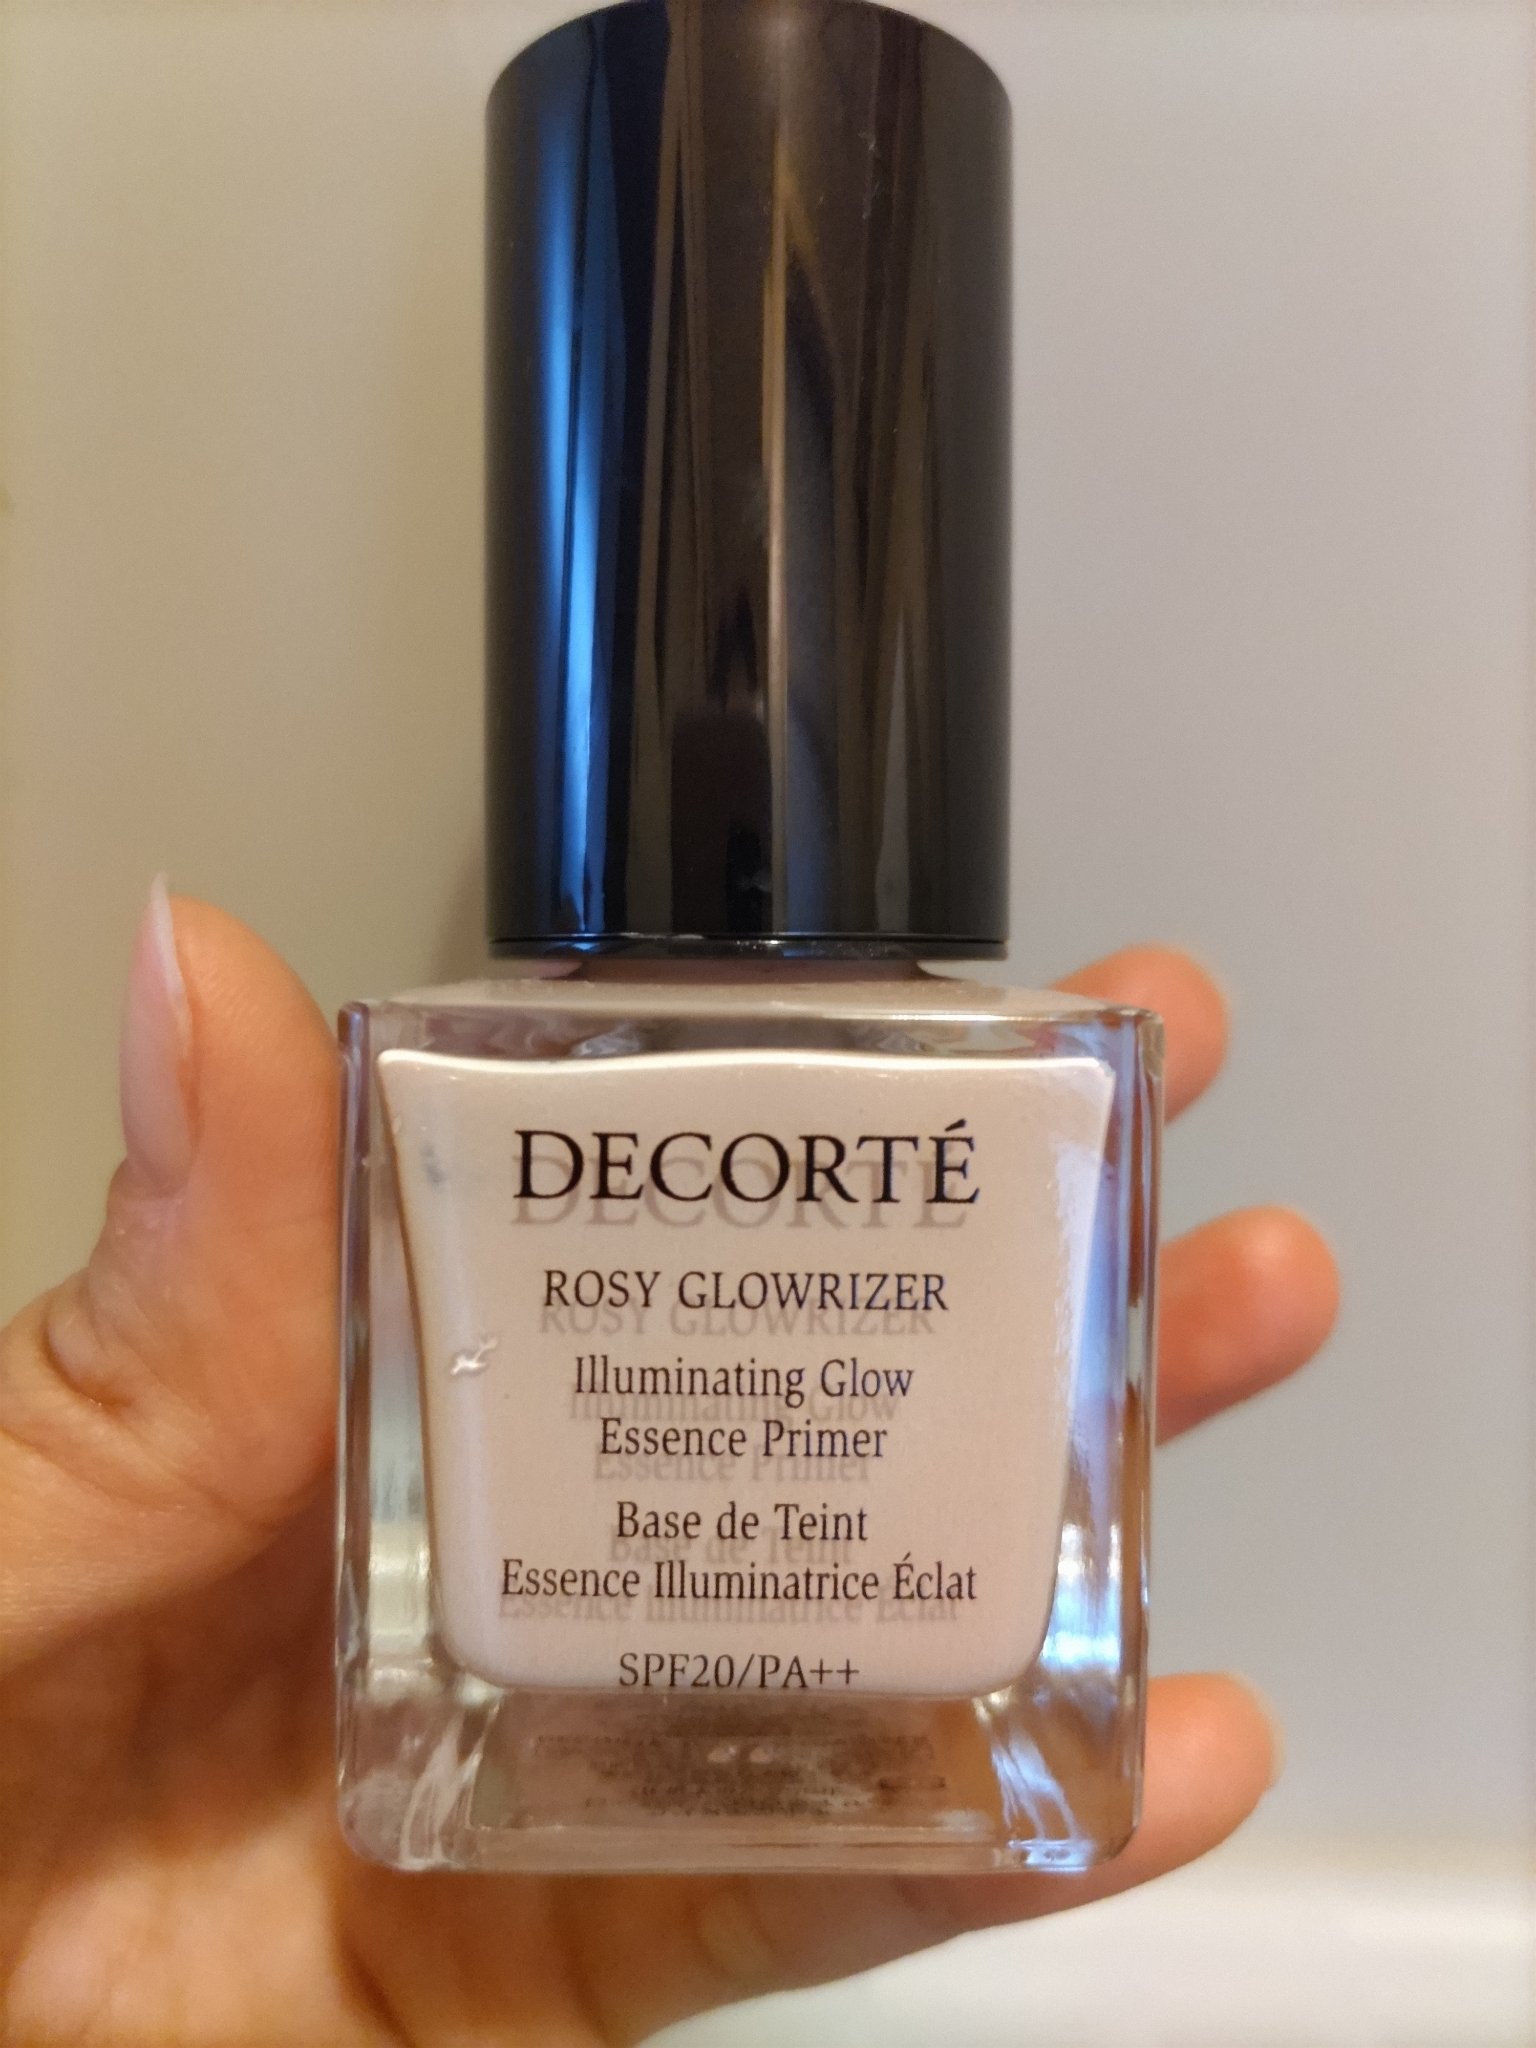 DECORTÉ
ROSY GLOWRIZER
Illuminating Glow
Essence Primer
Base de Teint
Essence Illuminatrice Éclat
SPF20/PA++